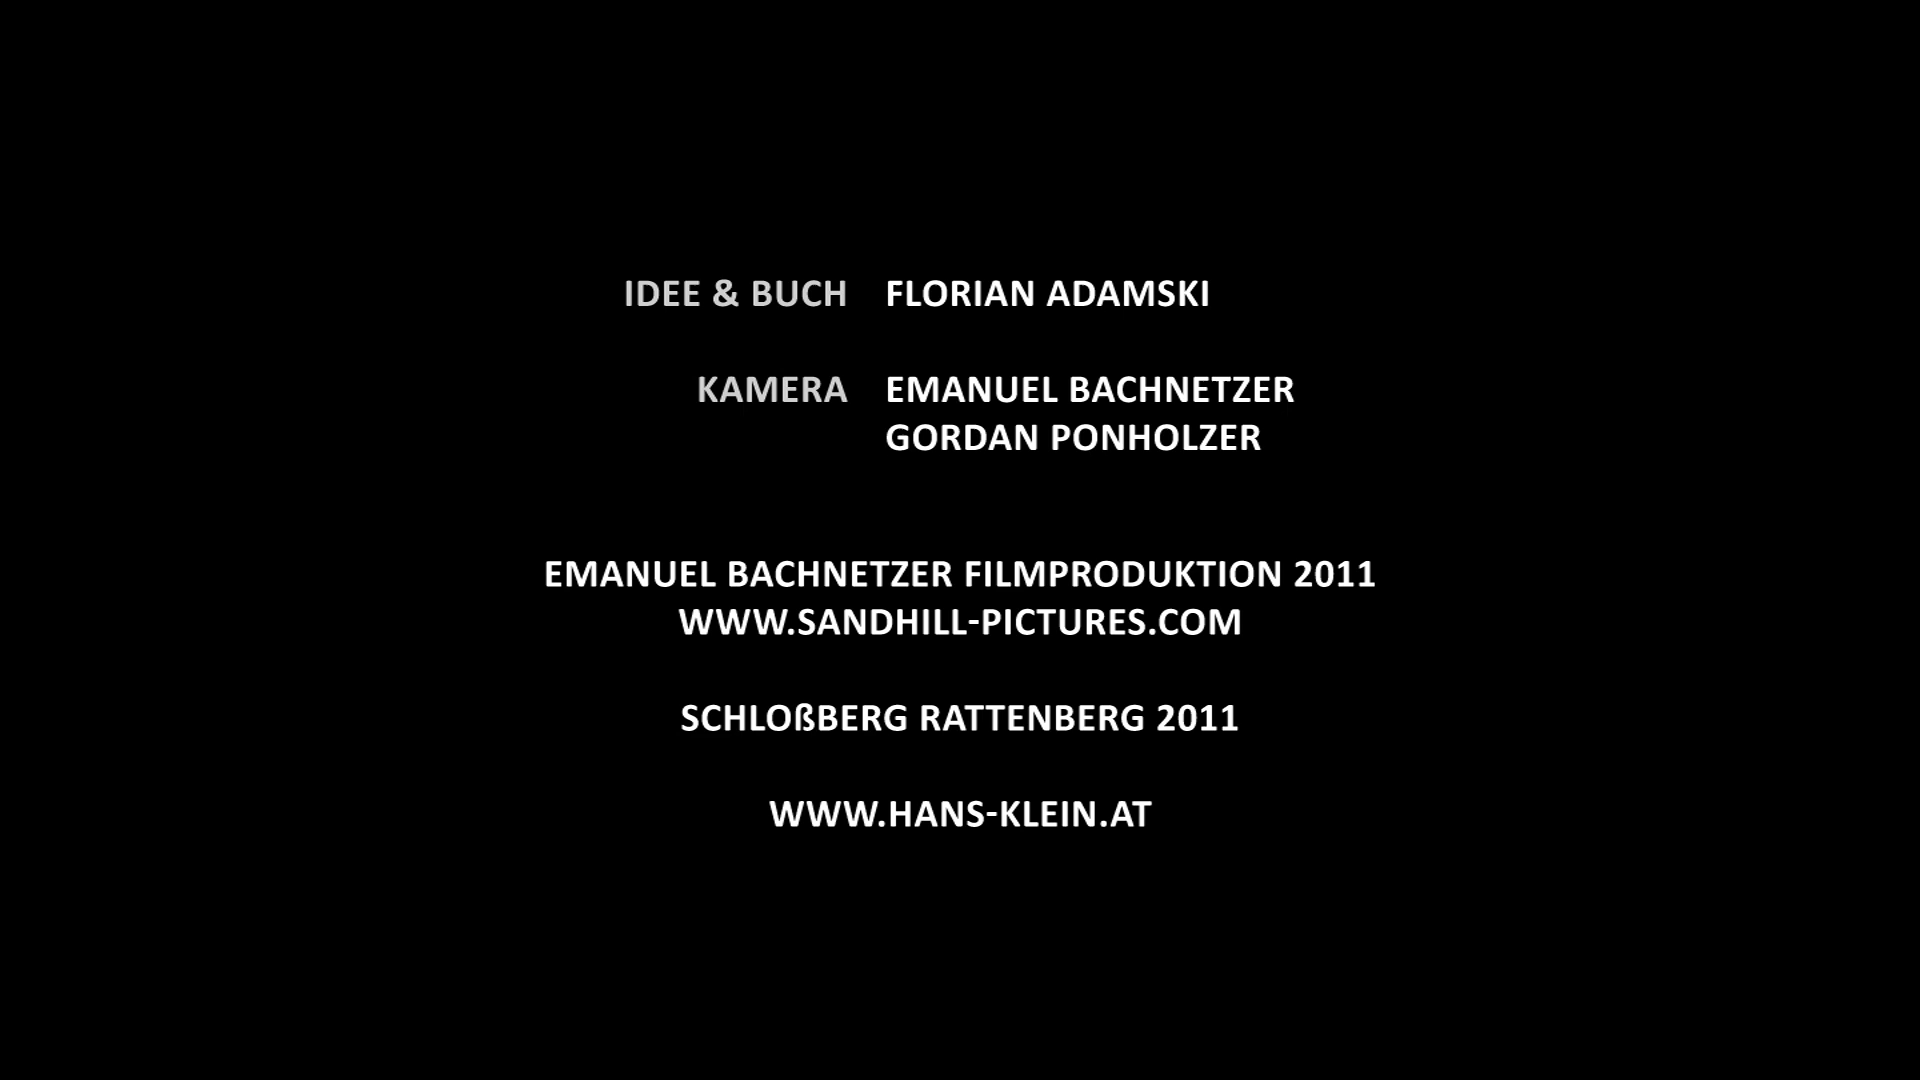 IDEE & BUCH FLORIAN ADAMSKI
KAMERA EMANUEL BACHNETZER
GORDAN PONHOLZER
EMANUEL BACHNETZER FILMPRODUKTION 2011
WWW.SANDHILL-PICTURES.COM
SCHLOßBERG RATTENBERG 2011
WWW.HANS-KLEIN.AT